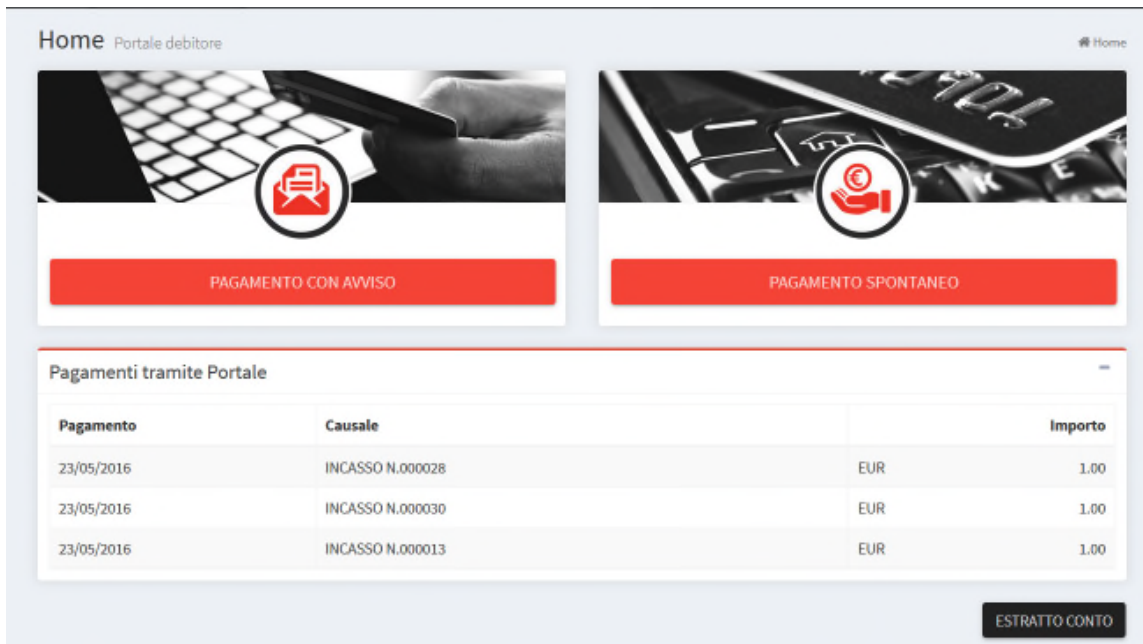 Home Portale debitore
Home
PAGAMENTO CON AVVISO
PAGAMENTO SPONTANEO
Pagamenti tramite Portale
Pagamento Causale Importo
23/05/2016 INCASSO N.000028 EUR 1.00
23/05/2016 INCASSO N.000030 EUR 1.00
23/05/2016 INCASSO N.000013 EUR 1.00
ESTRATTO CONTO